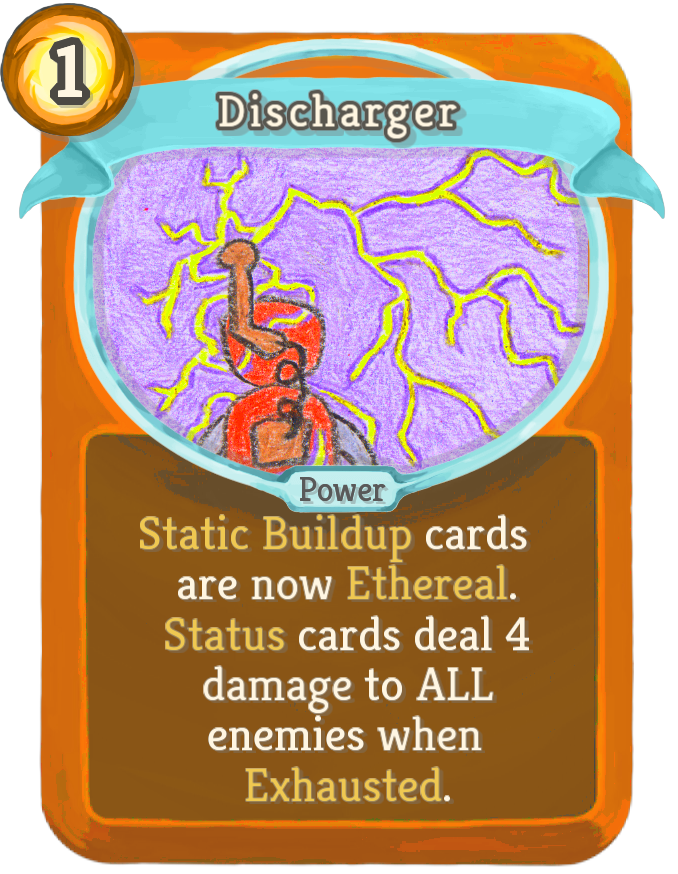 1
Discharger
Power
Static Buildup cards
are now Ethereal.
Status cards deal 4
damage to ALL
enemies when
Exhausted.